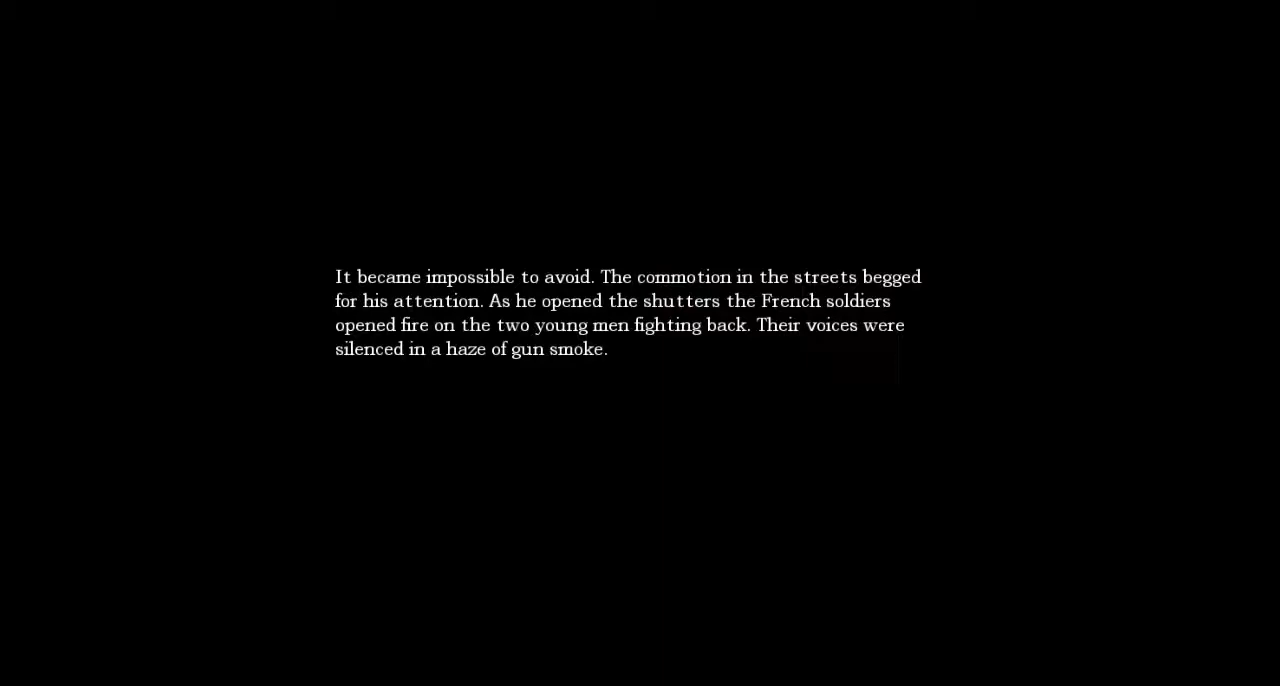 It became impossible to avoid. The commotion in the streets begged
for his attention. As he opened the shutters the French soldiers
opened fire on the two young men fighting back. Their voices were
silenced in a haze of gun smoke.